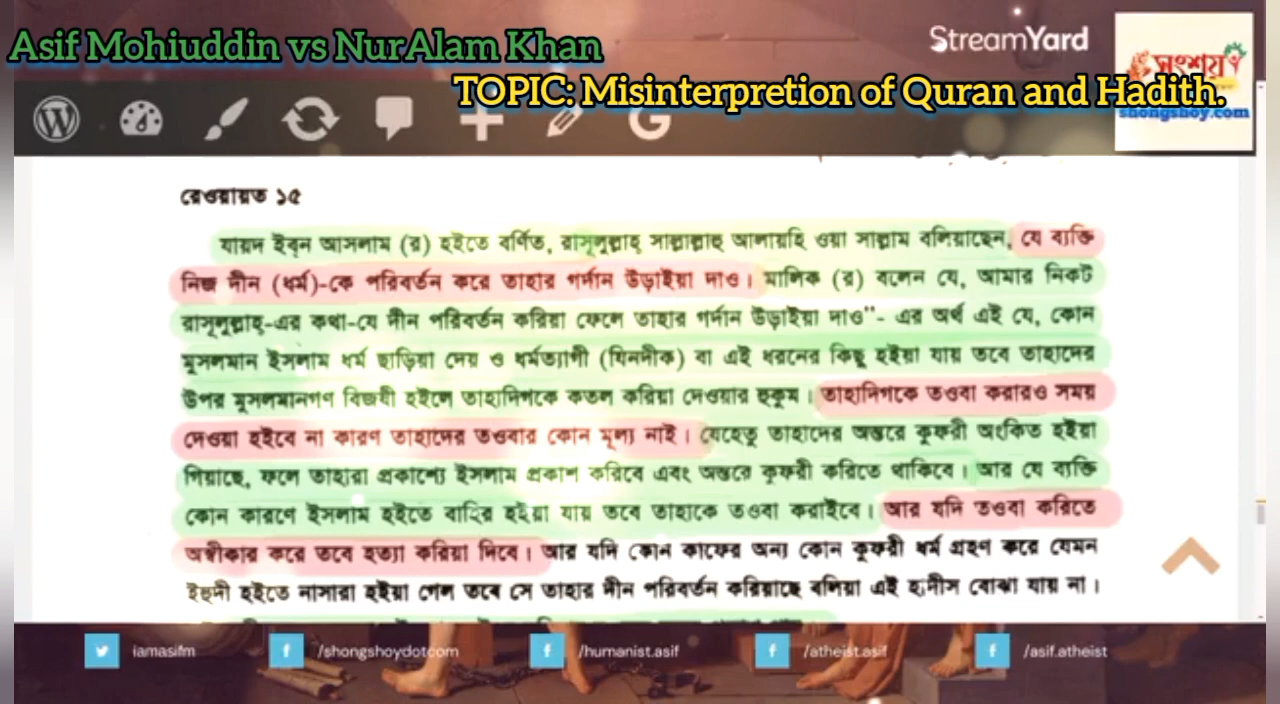 Asif Mohiuddin vs NurAlam Khan
StreamYard
TOPIC: Misinterpretion of Quran and Hadith.
সংশয়
shongshoy.com
রেওয়ায়ত ১৫
যায়দ ইব্‌ন আসলাম (র) হইতে বর্ণিত, রাসূলুল্লাহ্ সাল্লাল্লাহু আলায়হি ওয়া সাল্লাম বলিয়াছেন, যে ব্যক্তি
নিজ দীন (ধর্ম)-কে পরিবর্তন করে তাহার গর্দান উড়াইয়া দাও। মালিক (র) বলেন যে, আমার নিকট
রাসূলুল্লাহ্-এর কথা-যে দীন পরিবর্তন করিয়া ফেলে তাহার গর্দান উড়াইয়া দাও"- এর অর্থ এই যে, কোন
মুসলমান ইসলাম ধর্ম ছাড়িয়া দেয় ও ধর্মত্যাগী (যিনদীক) বা এই ধরনের কিছু হইয়া যায় তবে তাহাদের
উপর মুসলমানগণ বিজয়ী হইলে তাহাদিগকে কতল করিয়া দেওয়ার হুকুম। তাহাদিগকে তওবা করারও সময়
দেওয়া হইবে না কারণ তাহাদের তওবার কোন মূল্য নাই। যেহেতু তাহাদের অন্তরে কুফরী অংকিত হইয়া
গিয়াছে, ফলে তাহারা প্রকাশ্যে ইসলাম প্রকাশ করিবে এবং অন্তরে কুফরী করিতে থাকিবে। আর যে ব্যক্তি
কোন কারণে ইসলাম হইতে বাহির হইয়া যায় তবে তাহাকে তওবা করাইবে। আর যদি তওবা করিতে
অস্বীকার করে তবে হত্যা করিয়া দিবে। আর যদি কোন কাফের অন্য কোন কুফরী ধর্ম গ্রহণ করে যেমন
ইহুদী হইতে নাসারা হইয়া গেল তবে সে তাহার দীন পরিবর্তন করিয়াছে বলিয়া এই হাদীস বোঝা যায় না।
iamasifm
/shongshoydotcom
/humanist.asif
/atheist.asif
/asif.atheist